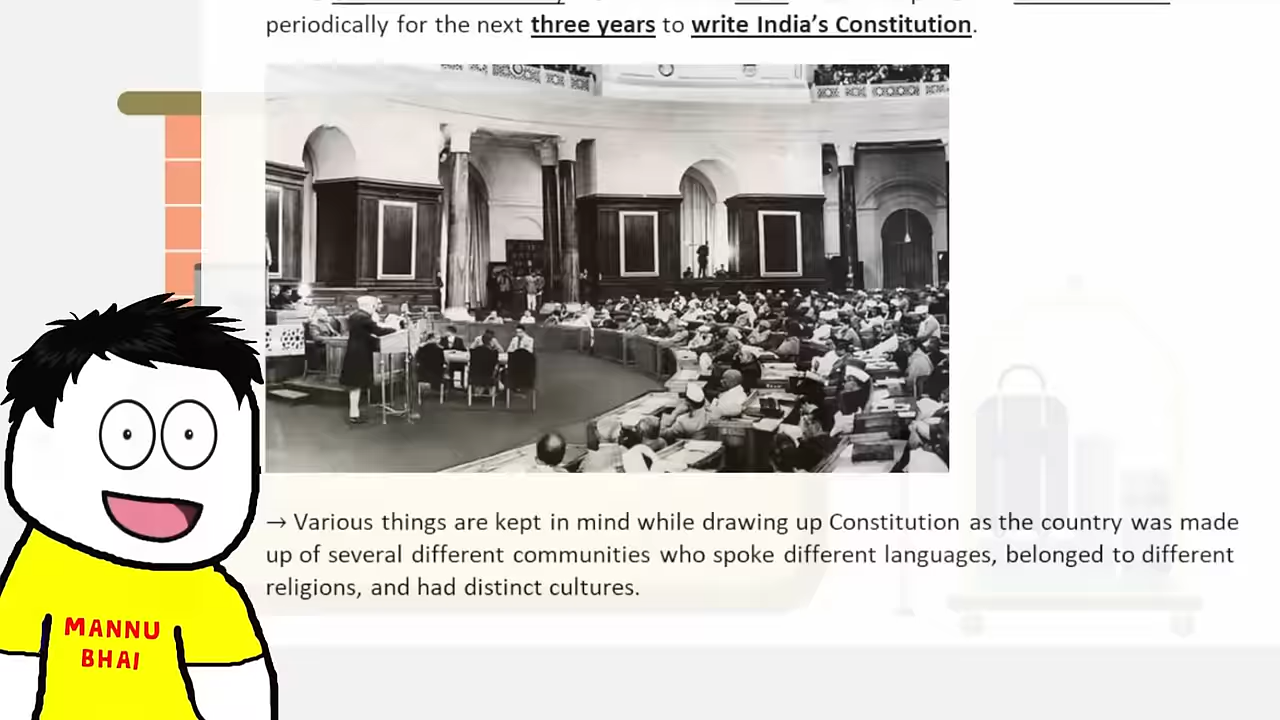 periodically for the next three years to write India's Constitution.
→ Various things are kept in mind while drawing up Constitution as the country was made
up of several different communities who spoke different languages, belonged to different
religions, and had distinct cultures.
MANNU
BHAI